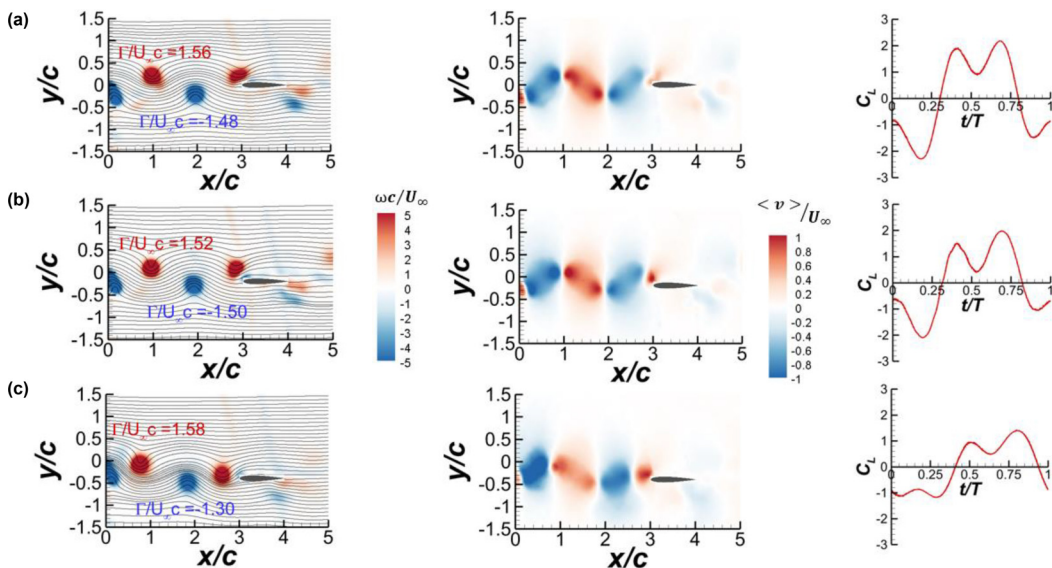 (a)
y/c
1.5
1
0.5
0
-0.5
-1
-1.5
Γ/U∞c =1.56
Γ/U∞c =-1.48
0 1 2 3 4 5
x/c
y/c
1.5
1
0.5
0
-0.5
-1
-1.5
0 1 2 3 4 5
x/c
C_L
3
2
1
0
-1
-2
-3
0.25 0.5 0.75 1
t/T
(b)
y/c
1.5
1
0.5
0
-0.5
-1
-1.5
Γ/U∞c =1.52
Γ/U∞c =-1.50
0 1 2 3 4 5
x/c
ωc/U∞
5
4
3
2
1
0
-1
-2
-3
-4
-5
y/c
1.5
1
0.5
0
-0.5
-1
-1.5
0 1 2 3 4 5
x/c
<v>/U∞
1
0.8
0.6
0.4
0.2
0
-0.2
-0.4
-0.6
-0.8
-1
C_L
3
2
1
0
-1
-2
-3
0.25 0.5 0.75 1
t/T
(c)
y/c
1.5
1
0.5
0
-0.5
-1
-1.5
Γ/U∞c =1.58
Γ/U∞c =-1.30
0 1 2 3 4 5
x/c
y/c
1.5
1
0.5
0
-0.5
-1
-1.5
0 1 2 3 4 5
x/c
C_L
3
2
1
0
-1
-2
-3
0.25 0.5 0.75 1
t/T